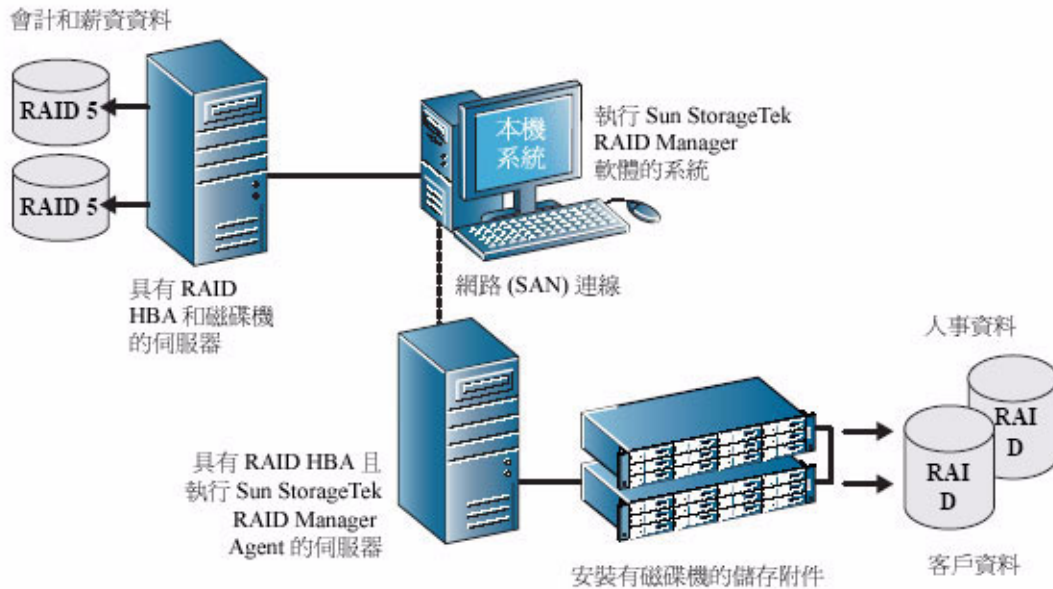 會計和薪資資料
RAID 5
RAID 5
本機
系統
執行 Sun StorageTek
RAID Manager
軟體的系統
具有 RAID
HBA 和磁碟機
的伺服器
網路 (SAN) 連線
人事資料
RAI
D
RAI
D
具有 RAID HBA 且
執行 Sun StorageTek
RAID Manager
Agent 的伺服器
安裝有磁碟機的儲存附件
客戶資料